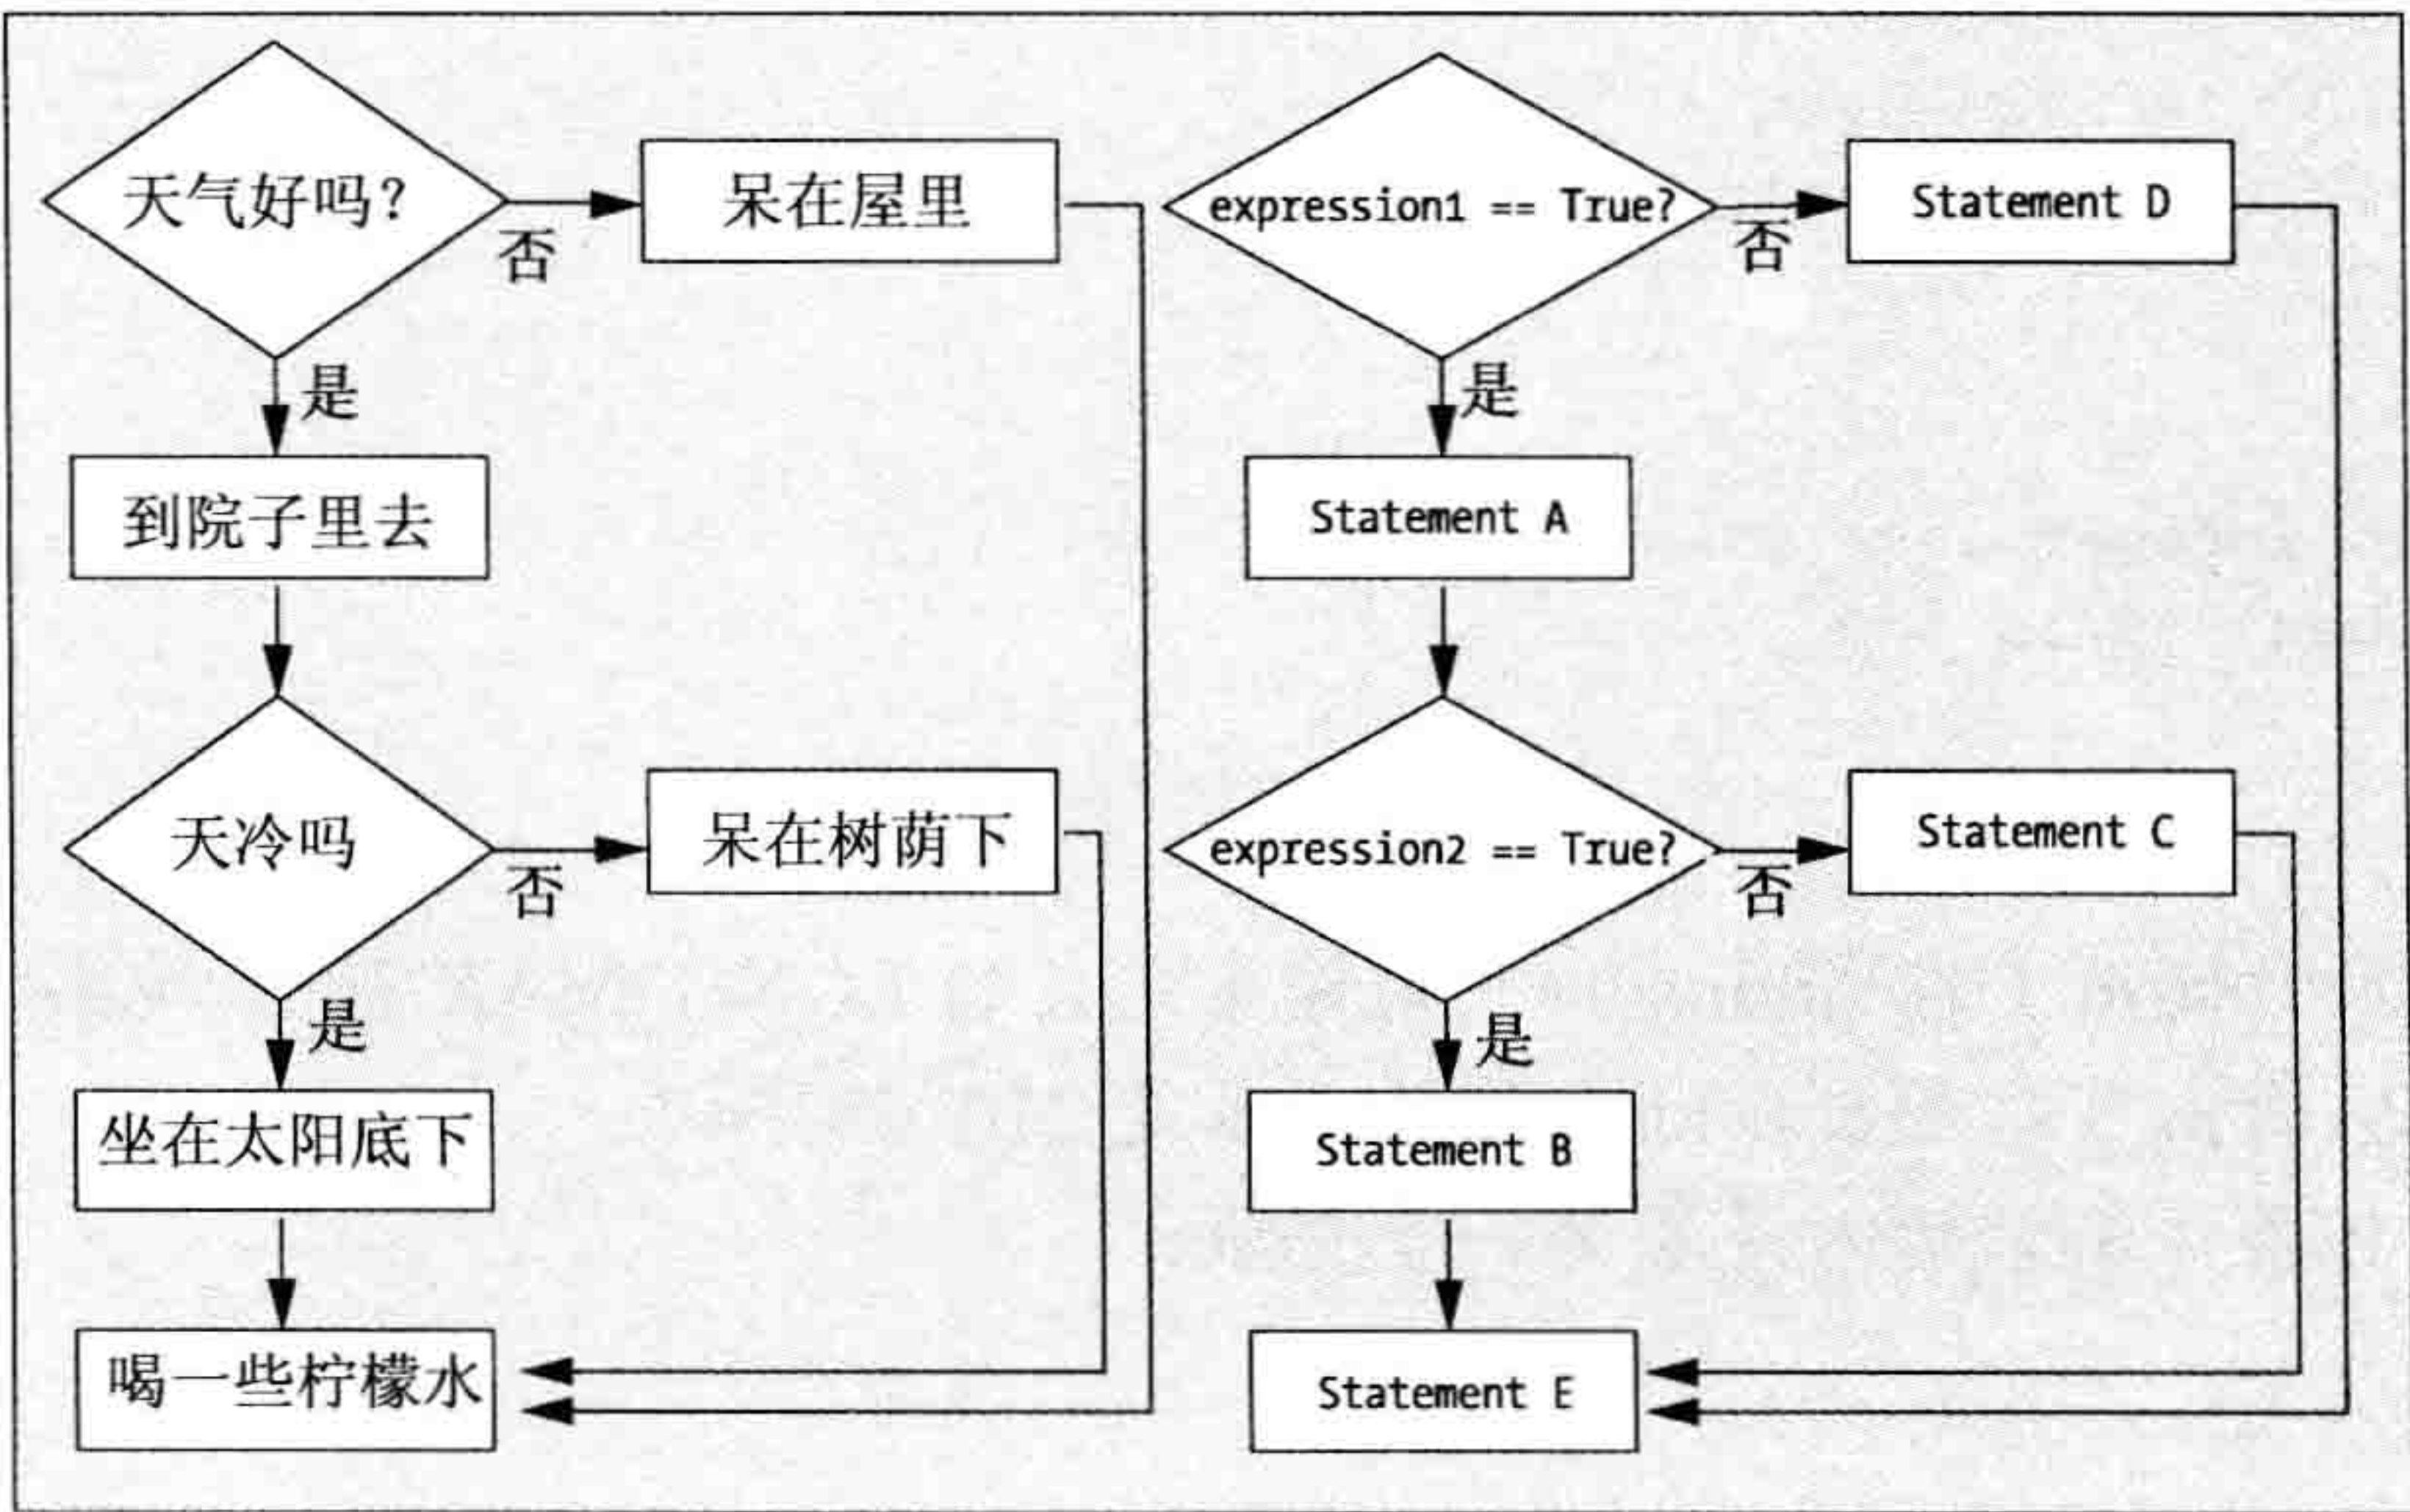 天气好吗?
否
呆在屋里
是
到院子里去
天冷吗
否
呆在树荫下
是
坐在太阳底下
喝一些柠檬水
expression1 == True?
否
Statement D
是
Statement A
expression2 == True?
否
Statement C
是
Statement B
Statement E